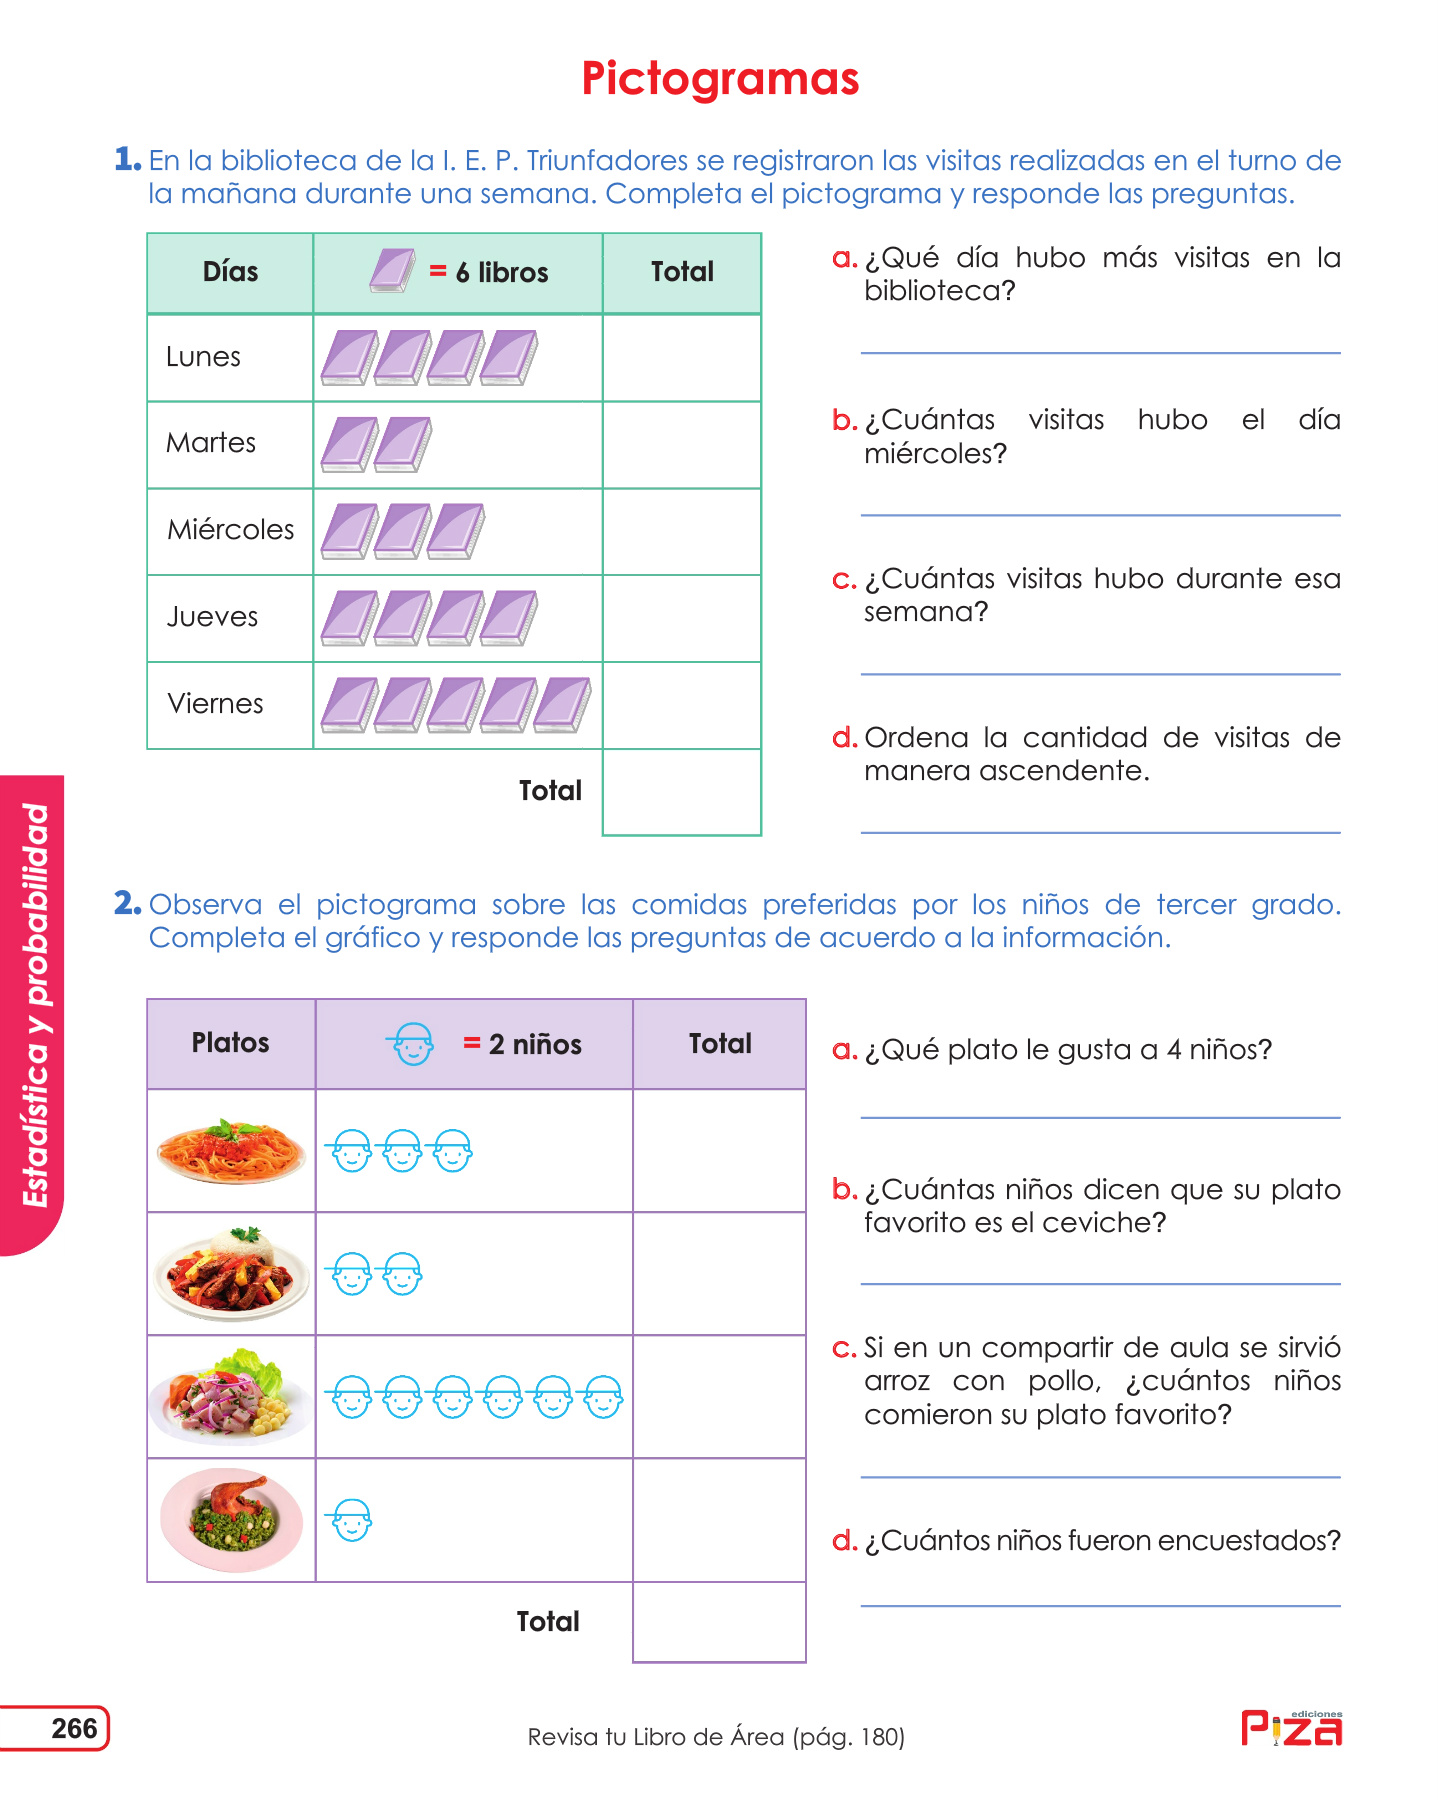 Pictogramas
1. En la biblioteca de la I. E. P. Triunfadores se registraron las visitas realizadas en el turno de
la mañana durante una semana. Completa el pictograma y responde las preguntas.
Días
= 6 libros
Total
Lunes
Martes
Miércoles
Jueves
Viernes
Total
a. ¿Qué día hubo más visitas en la
biblioteca?
b. ¿Cuántas visitas hubo el día
miércoles?
c. ¿Cuántas visitas hubo durante esa
semana?
d. Ordena la cantidad de visitas de
manera ascendente.
Estadística y probabilidad
2. Observa el pictograma sobre las comidas preferidas por los niños de tercer grado.
Completa el gráfico y responde las preguntas de acuerdo a la información.
Platos
= 2 niños
Total
Total
a. ¿Qué plato le gusta a 4 niños?
b. ¿Cuántas niños dicen que su plato
favorito es el ceviche?
c. Si en un compartir de aula se sirvió
arroz con pollo, ¿cuántos niños
comieron su plato favorito?
d. ¿Cuántos niños fueron encuestados?
266
Revisa tu Libro de Área (pág. 180)
ediciones
Piza